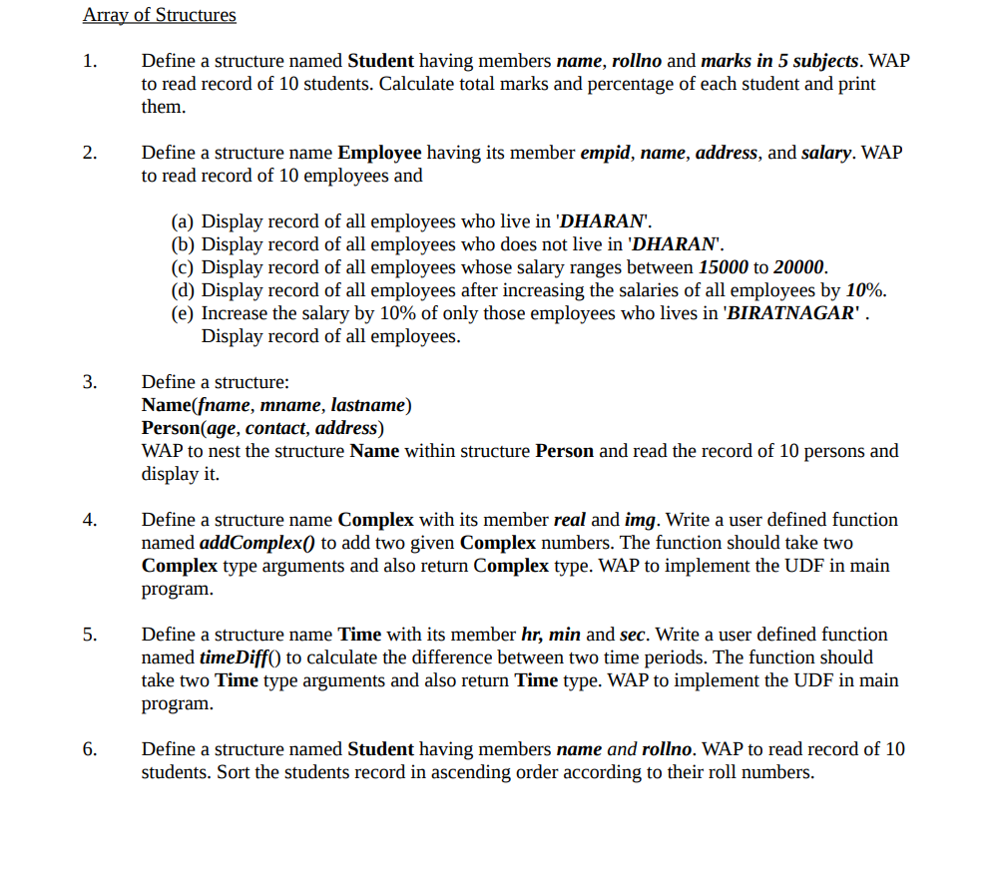 Array of Structures
1. Define a structure named Student having members name, rollno and marks in 5 subjects. WAP
to read record of 10 students. Calculate total marks and percentage of each student and print
them.
2. Define a structure name Employee having its member empid, name, address, and salary. WAP
to read record of 10 employees and
(a) Display record of all employees who live in 'DHARAN'.
(b) Display record of all employees who does not live in 'DHARAN'.
(c) Display record of all employees whose salary ranges between 15000 to 20000.
(d) Display record of all employees after increasing the salaries of all employees by 10%.
(e) Increase the salary by 10% of only those employees who lives in 'BIRATNAGAR' .
Display record of all employees.
3. Define a structure:
Name(fname, mname, lastname)
Person(age, contact, address)
WAP to nest the structure Name within structure Person and read the record of 10 persons and
display it.
4. Define a structure name Complex with its member real and img. Write a user defined function
named addComplex() to add two given Complex numbers. The function should take two
Complex type arguments and also return Complex type. WAP to implement the UDF in main
program.
5. Define a structure name Time with its member hr, min and sec. Write a user defined function
named timeDiff() to calculate the difference between two time periods. The function should
take two Time type arguments and also return Time type. WAP to implement the UDF in main
program.
6. Define a structure named Student having members name and rollno. WAP to read record of 10
students. Sort the students record in ascending order according to their roll numbers.